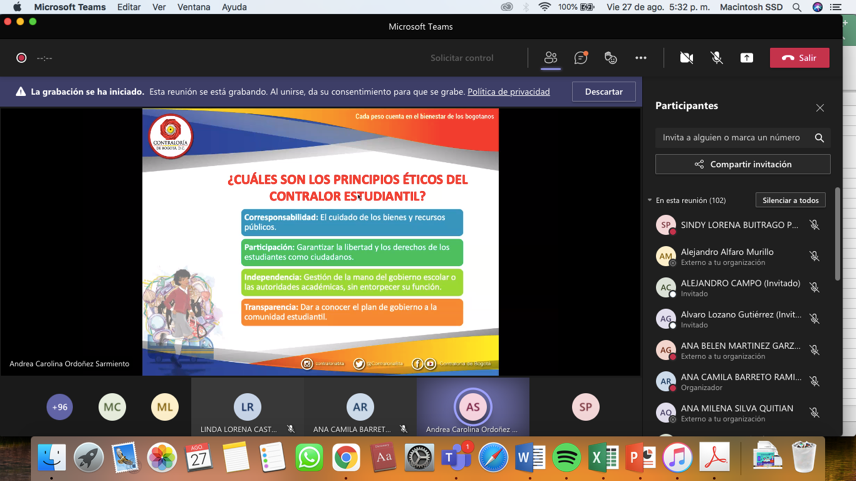 Microsoft Teams Editar Ver Ventana Ayuda
100% Vie 27 de ago. 5:32 p. m. Macintosh SSD
Microsoft Teams
--:--
Solicitar control
Salir
La grabación se ha iniciado. Esta reunión se está grabando. Al unirse, da su consentimiento para que se grabe. Política de privacidad
Descartar
Cada peso cuenta en el bienestar de los bogotanos
CONTRALORÍA
DE BOGOTÁ, D.C.
¿CUÁLES SON LOS PRINCIPIOS ÉTICOS DEL
CONTRALOR ESTUDIANTIL?
Corresponsabilidad: El cuidado de los bienes y recursos
públicos.
Participación: Garantizar la libertad y los derechos de los
estudiantes como ciudadanos.
Independencia: Gestión de la mano del gobierno escolar o
las autoridades académicas, sin entorpecer su función.
Transparencia: Dar a conocer el plan de gobierno a la
comunidad estudiantil.
Andrea Carolina Ordoñez Sarmiento
+96
MC
ML
LR
LINDA LORENA CAST...
AR
ANA CAMILA BARRET...
AS
Andrea Carolina Ordoñez ...
SP
Participantes
Invita a alguien o marca un número
Compartir invitación
En esta reunión (102)
Silenciar a todos
SP
SINDY LORENA BUITRAGO P...
AM
Alejandro Alfaro Murillo
Externo a tu organización
AC
ALEJANDRO CAMPO (Invitado)
Invitado
AG
Alvaro Lozano Gutiérrez (Invit...
Invitado
AG
ANA BELEN MARTINEZ GARZ...
Externo a tu organización
AR
ANA CAMILA BARRETO RAMI...
Organizador
AQ
ANA MILENA SILVA QUITIAN
Externo a tu organización
AGO
27
Aa
T
1
W
X
P